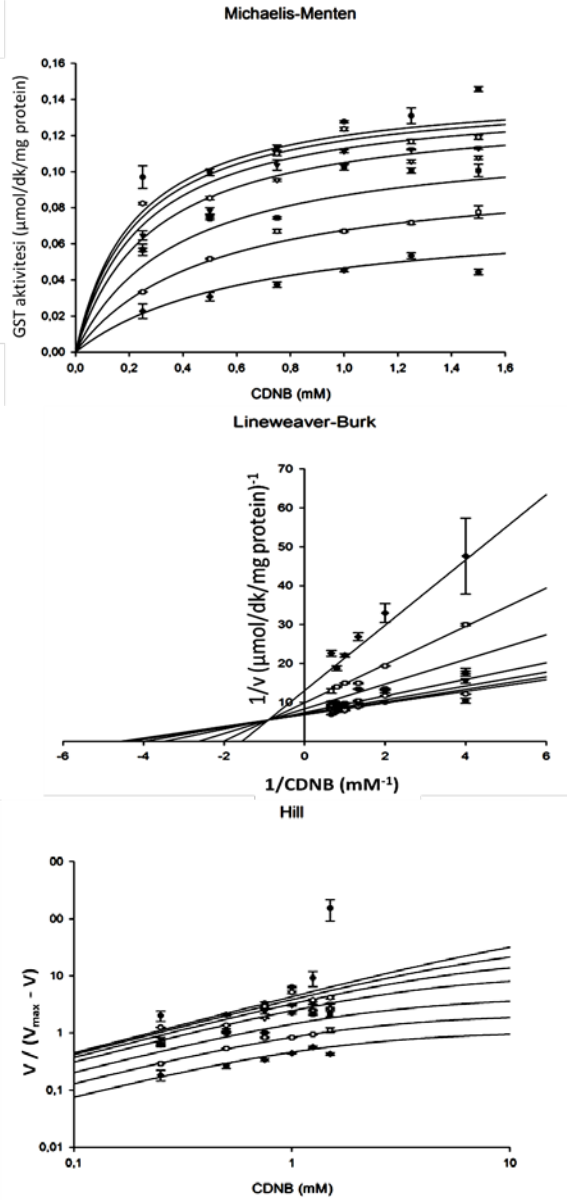 Michaelis-Menten
GST aktivitesi (µmol/dk/mg protein)
0,16
0,14
0,12
0,10
0,08
0,06
0,04
0,02
0,00
0,0 0,2 0,4 0,6 0,8 1,0 1,2 1,4 1,6
CDNB (mM)
Lineweaver-Burk
1/v (µmol/dk/mg protein)-1
70
60
50
40
30
20
10
-6 -4 -2 0 2 4 6
1/CDNB (mM-1)
Hill
V / (Vmax - V)
00
00
10
1
0,1
0,01
0,1 1 10
CDNB (mM)